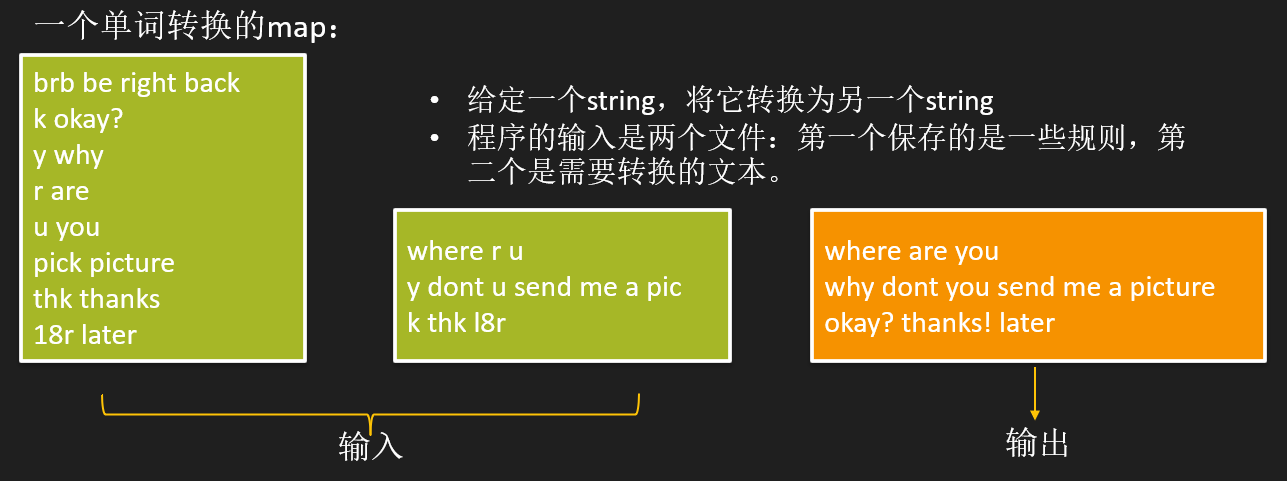 一个单词转换的map：
brb be right back
k okay?
y why
r are
u you
pick picture
thk thanks
18r later
• 给定一个string，将它转换为另一个string
• 程序的输入是两个文件：第一个保存的是一些规则，第
二个是需要转换的文本。
where r u
y dont u send me a pic
k thk l8r
where are you
why dont you send me a picture
okay? thanks! later
输入
输出